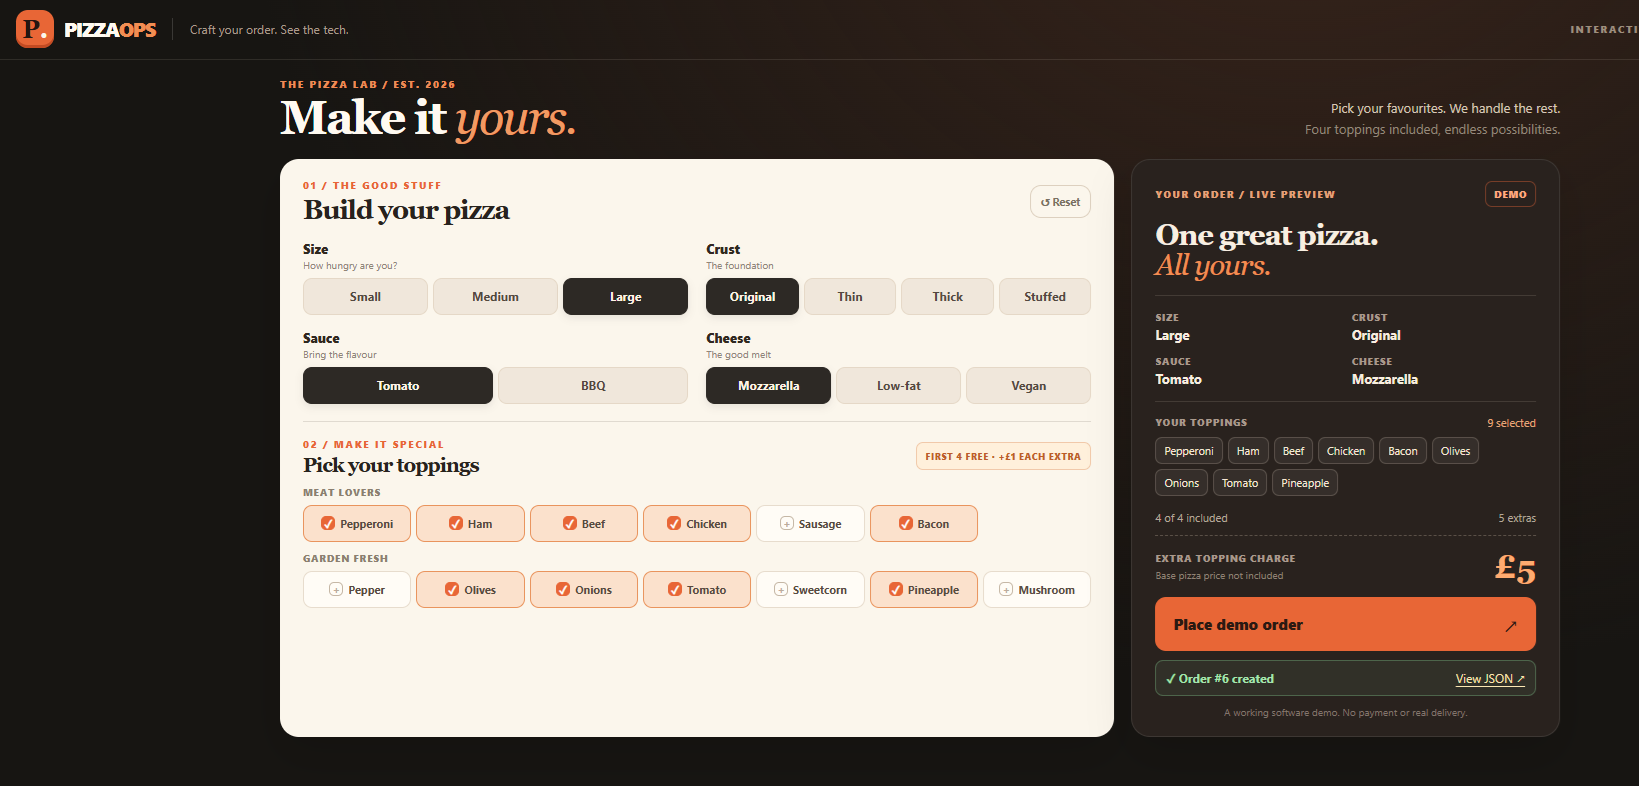 P.
PIZZAOPS
Craft your order. See the tech.
INTERACTI
THE PIZZA LAB / EST. 2026
Make it yours.
Pick your favourites. We handle the rest.
Four toppings included, endless possibilities.
01 / THE GOOD STUFF
Build your pizza
↺ Reset
Size
How hungry are you?
Small
Medium
Large
Crust
The foundation
Original
Thin
Thick
Stuffed
Sauce
Bring the flavour
Tomato
BBQ
Cheese
The good melt
Mozzarella
Low-fat
Vegan
02 / MAKE IT SPECIAL
Pick your toppings
FIRST 4 FREE • +£1 EACH EXTRA
MEAT LOVERS
✓ Pepperoni
✓ Ham
✓ Beef
✓ Chicken
+ Sausage
✓ Bacon
GARDEN FRESH
+ Pepper
✓ Olives
✓ Onions
✓ Tomato
+ Sweetcorn
✓ Pineapple
+ Mushroom
YOUR ORDER / LIVE PREVIEW
DEMO
One great pizza.
All yours.
SIZE
Large
CRUST
Original
SAUCE
Tomato
CHEESE
Mozzarella
YOUR TOPPINGS
9 selected
Pepperoni
Ham
Beef
Chicken
Bacon
Olives
Onions
Tomato
Pineapple
4 of 4 included
5 extras
EXTRA TOPPING CHARGE
Base pizza price not included
£5
Place demo order ↗
✓ Order #6 created
View JSON ↗
A working software demo. No payment or real delivery.